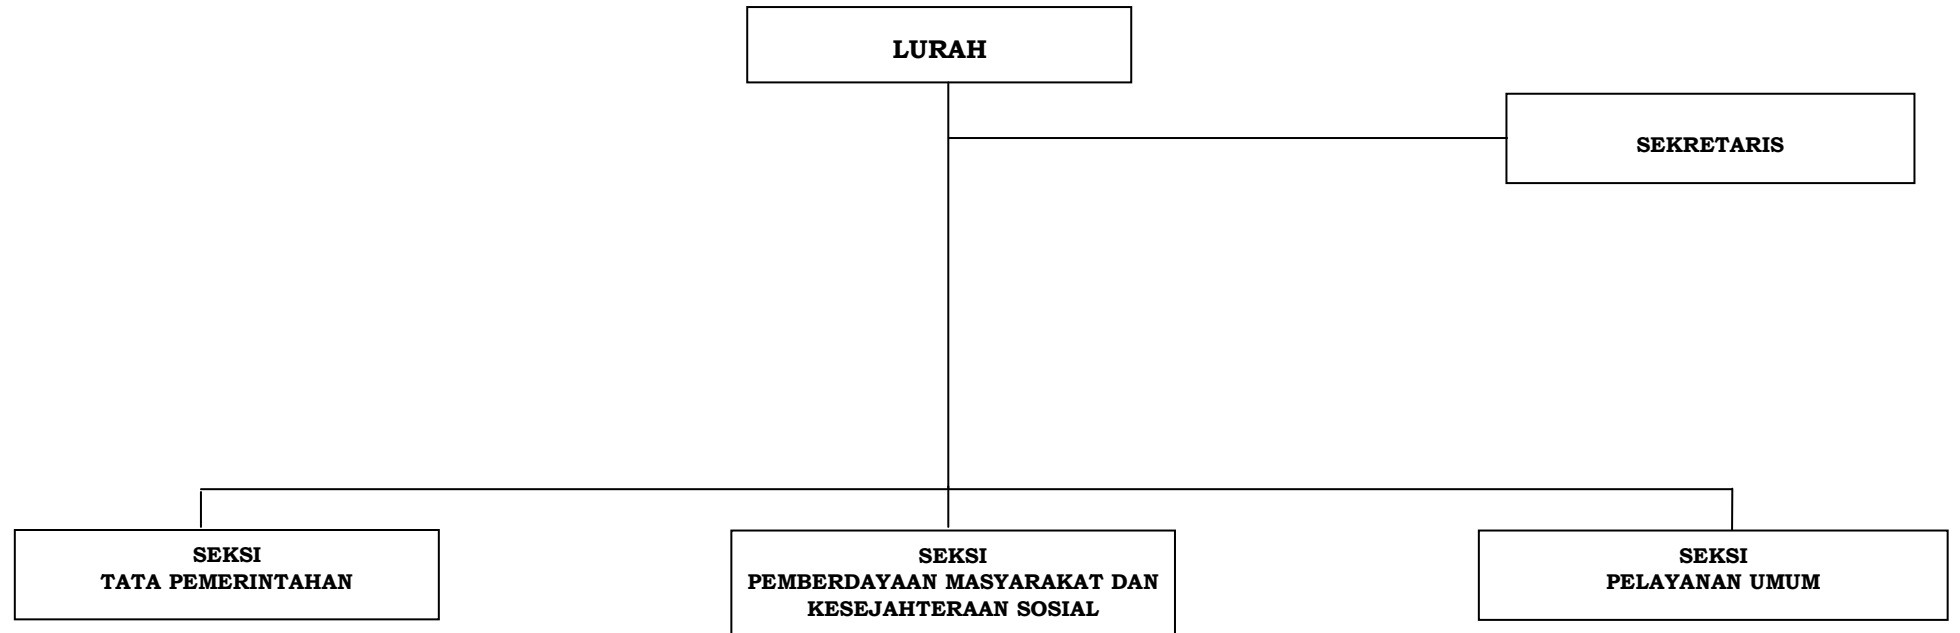 LURAH
SEKRETARIS
SEKSI
TATA PEMERINTAHAN
SEKSI
PEMBERDAYAAN MASYARAKAT DAN
KESEJAHTERAAN SOSIAL
SEKSI
PELAYANAN UMUM